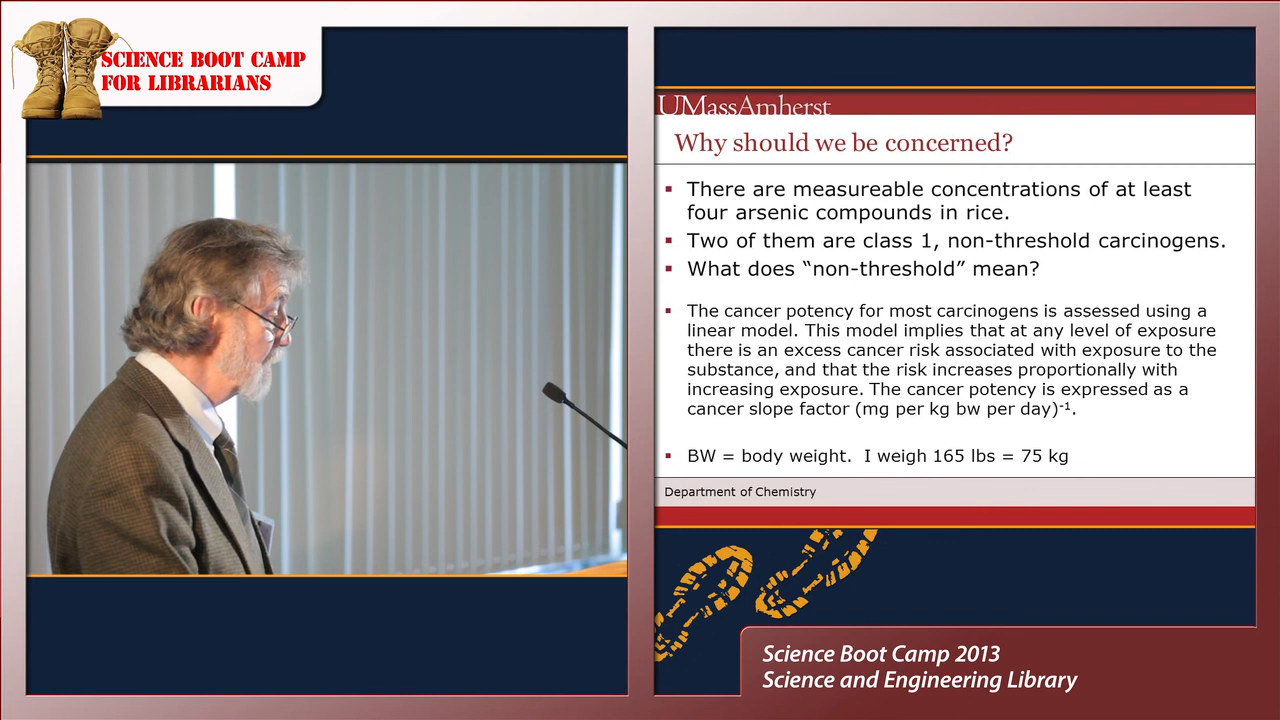 SCIENCE BOOT CAMP
FOR LIBRARIANS
UMassAmherst
Why should we be concerned?
▪ There are measureable concentrations of at least
four arsenic compounds in rice.
▪ Two of them are class 1, non-threshold carcinogens.
▪ What does “non-threshold” mean?
▪ The cancer potency for most carcinogens is assessed using a
linear model. This model implies that at any level of exposure
there is an excess cancer risk associated with exposure to the
substance, and that the risk increases proportionally with
increasing exposure. The cancer potency is expressed as a
cancer slope factor (mg per kg bw per day)⁻¹.
▪ BW = body weight.  I weigh 165 lbs = 75 kg
Department of Chemistry
Science Boot Camp 2013
Science and Engineering Library